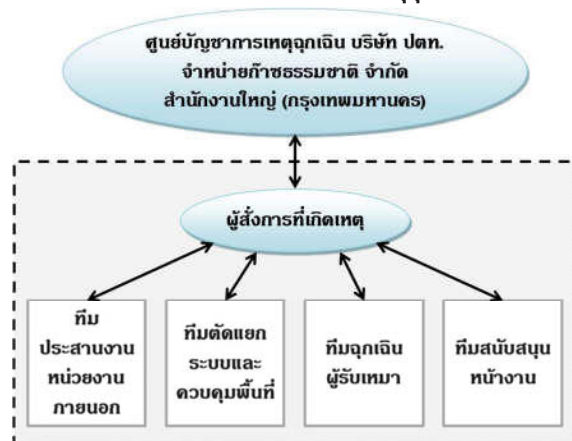 ศูนย์บัญชาการเหตุฉุกเฉิน บริษัท ปตท.
จำหน่ายก๊าซธรรมชาติ จำกัด
สำนักงานใหญ่ (กรุงเทพมหานคร)
ผู้สั่งการที่เกิดเหตุ
ทีม
ประสานงาน
หน่วยงาน
ภายนอก
ทีมตัดแยก
ระบบและ
ควบคุมพื้นที่
ทีมฉุกเฉิน
ผู้รับเหมา
ทีมสนับสนุน
หน้างาน